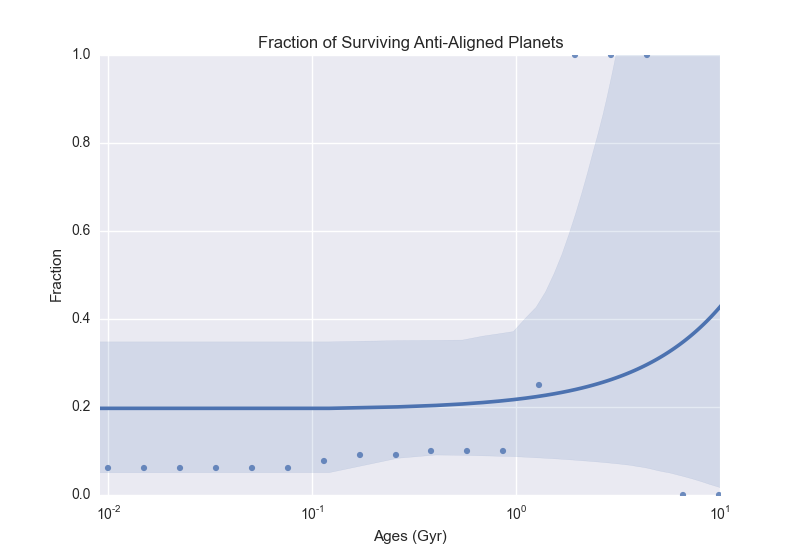 Fraction of Surviving Anti-Aligned Planets
1.0
0.8
0.6
0.4
0.2
0.0
Fraction
10^-2 10^-1 10^0 10^1
Ages (Gyr)